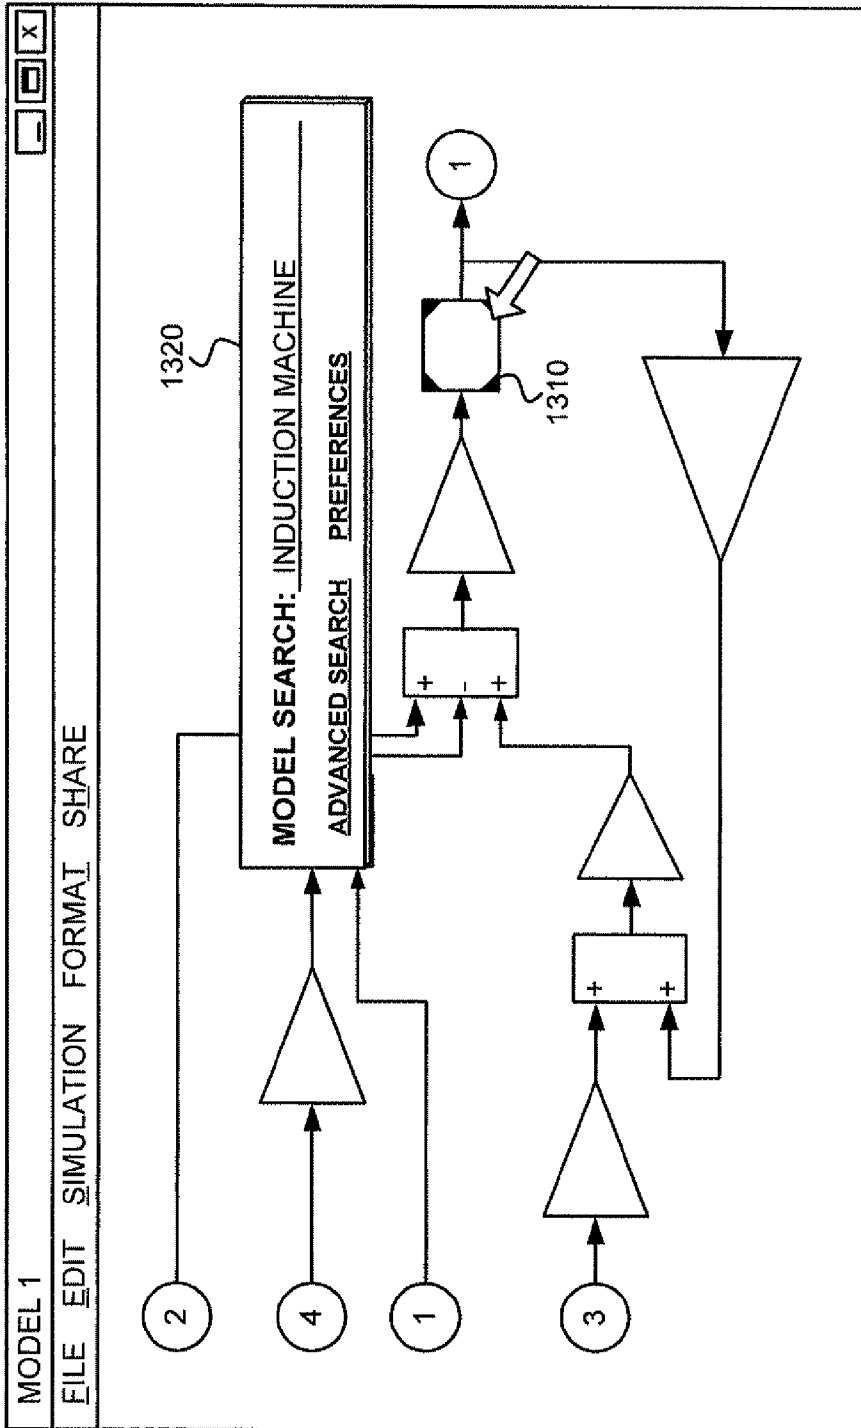 MODEL 1
_ X
FILE EDIT SIMULATION FORMAT SHARE
1320
MODEL SEARCH: INDUCTION MACHINE
ADVANCED SEARCH PREFERENCES
2
4
1
3
+
-
+
+
+
1310
1